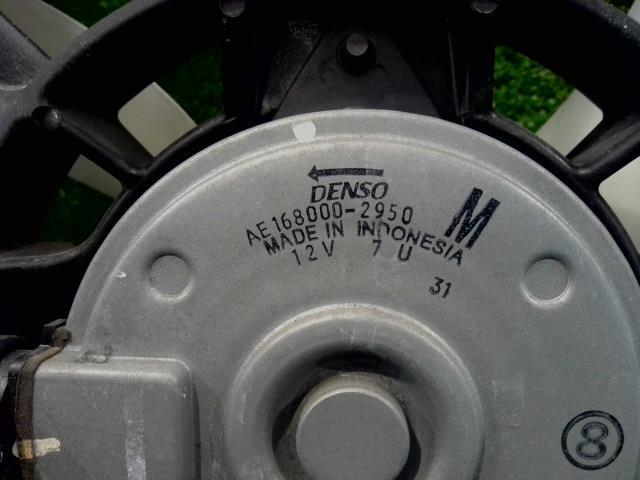 DENSO
AE168000-2950 M
MADE IN INDONESIA
12V 7 U
31
8